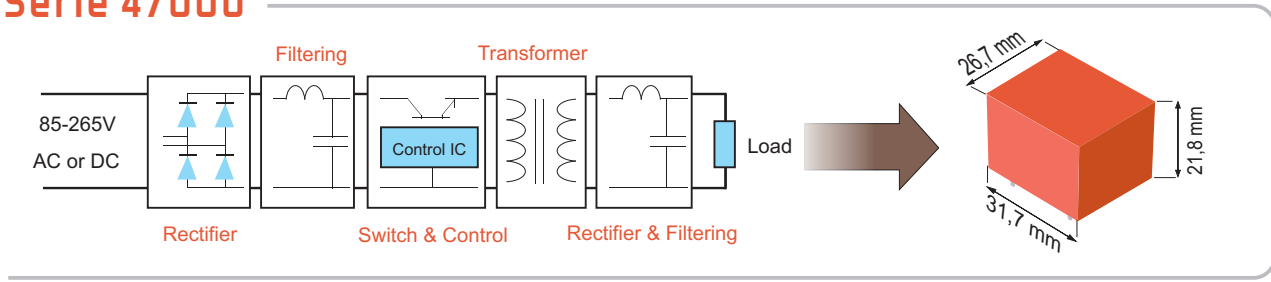 Serie 47000
Filtering
Transformer
85-265V
AC or DC
Control IC
Load
Rectifier
Switch & Control
Rectifier & Filtering
26,7 mm
21,8 mm
31,7 mm